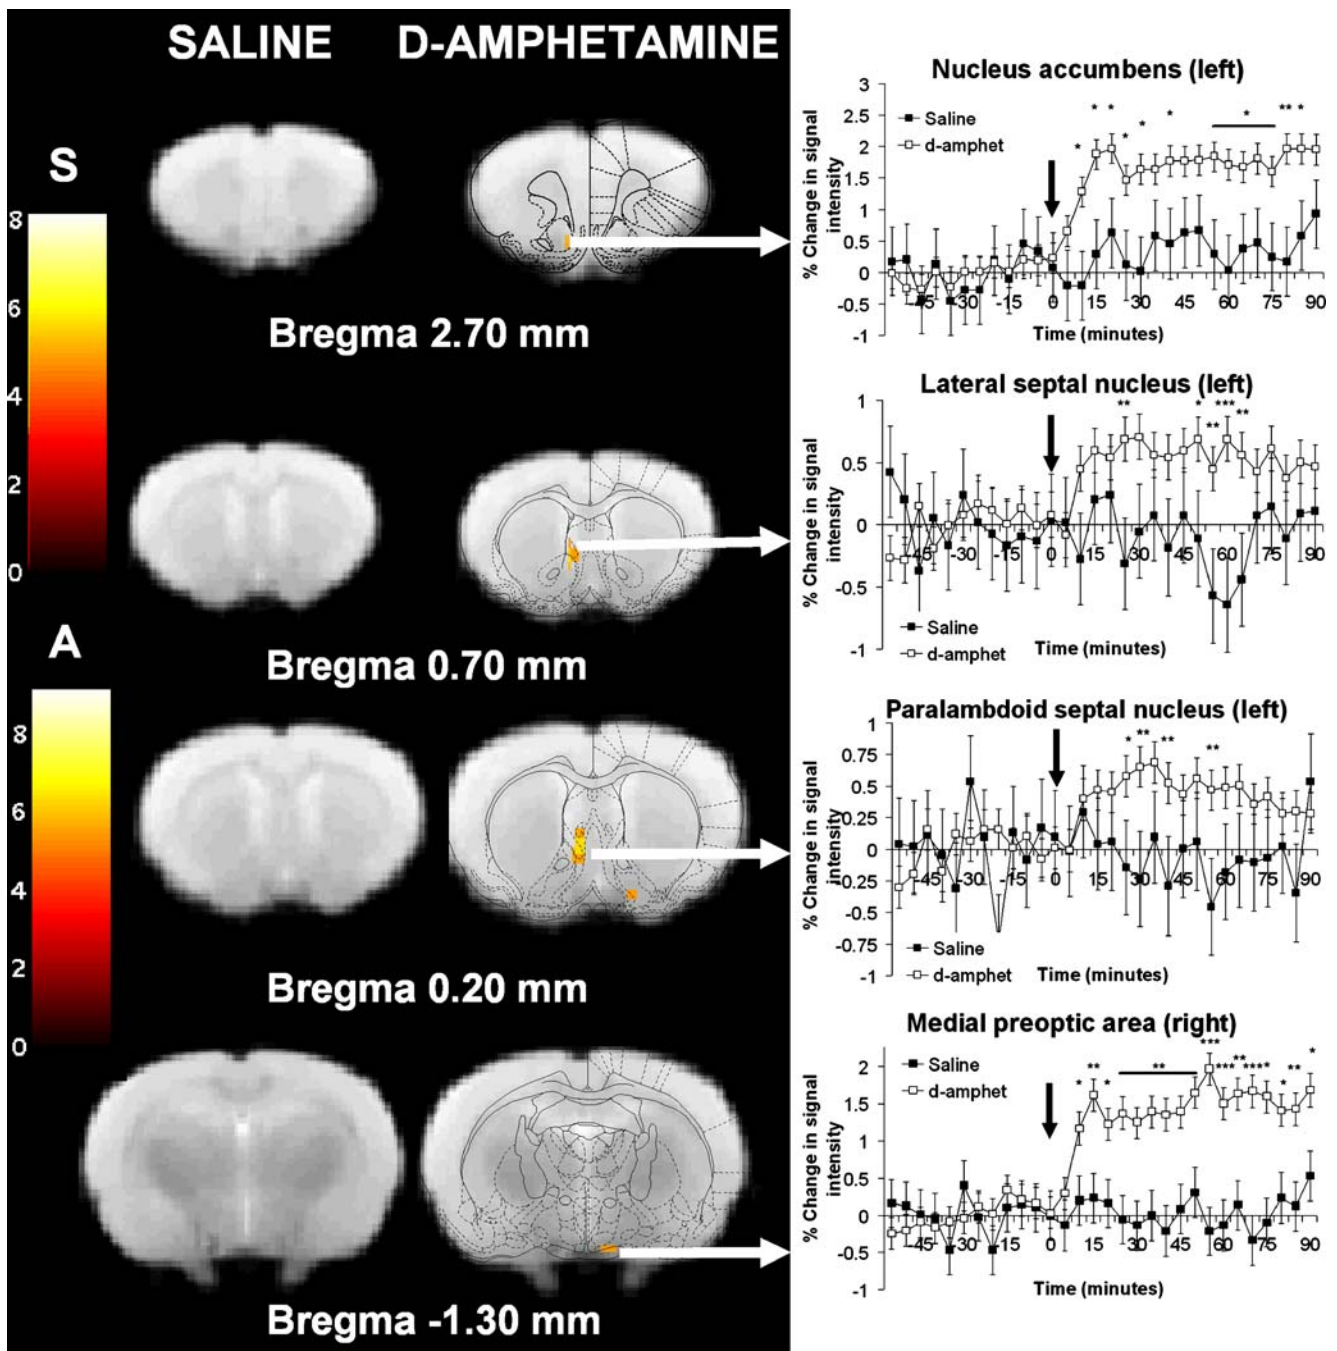 SALINE
D-AMPHETAMINE
S
8
6
4
2
0
Bregma 2.70 mm
Bregma 0.70 mm
A
8
6
4
2
0
Bregma 0.20 mm
Bregma -1.30 mm
Nucleus accumbens (left)
3
2.5
2
1.5
1
0.5
0
-0.5
-1
% Change in signal
intensity
Saline
d-amphet
* * * * * * * ** *
-45 -30 -15 0 15 30 45 60 75 90
Time (minutes)
Lateral septal nucleus (left)
1
0.5
0
-0.5
-1
% Change in signal
intensity
** * ** *** **
-45 -30 -15 0 15 30 45 60 75 90
Saline
d-amphet
Time (minutes)
Paralambdoid septal nucleus (left)
1
0.75
0.5
0.25
0
-0.25
-0.5
-0.75
-1
% Change in signal
intensity
* ** ** **
-45 -30 -15 0 15 30 45 60 75 90
Saline
d-amphet
Time (minutes)
Medial preoptic area (right)
2
1.5
1
0.5
0
-0.5
-1
% Change in signal
intensity
Saline
d-amphet
* ** * ** *** *** ** **** * ** *
-45 -30 -15 0 15 30 45 60 75 90
Time (minutes)